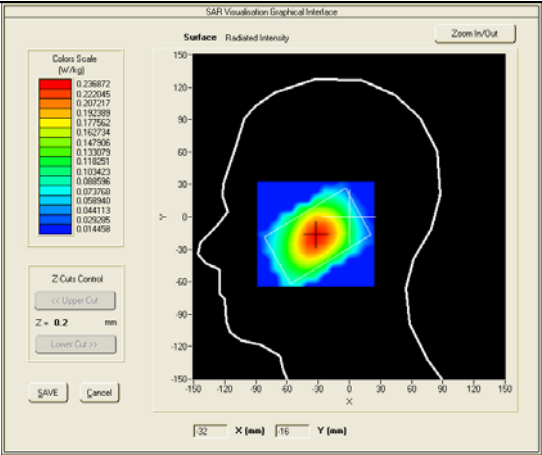 SAR Visualisation Graphical Interface
Surface Radiated Intensity
Zoom In/Out
Colors Scale
(W/kg)
0.236872
0.222045
0.207217
0.192389
0.177562
0.162734
0.147906
0.133079
0.118251
0.103423
0.088596
0.073768
0.058940
0.044113
0.029285
0.014458
Z-Cuts Control
<< Upper Cut
Z = 0.2 mm
Lower Cut >>
SAVE Cancel
150
120
90
60
30
0
-30
-60
-90
-120
-150
Y
-150 -120 -90 -60 -30 0 30 60 90 120 150
X
-32 X (mm) -16 Y (mm)